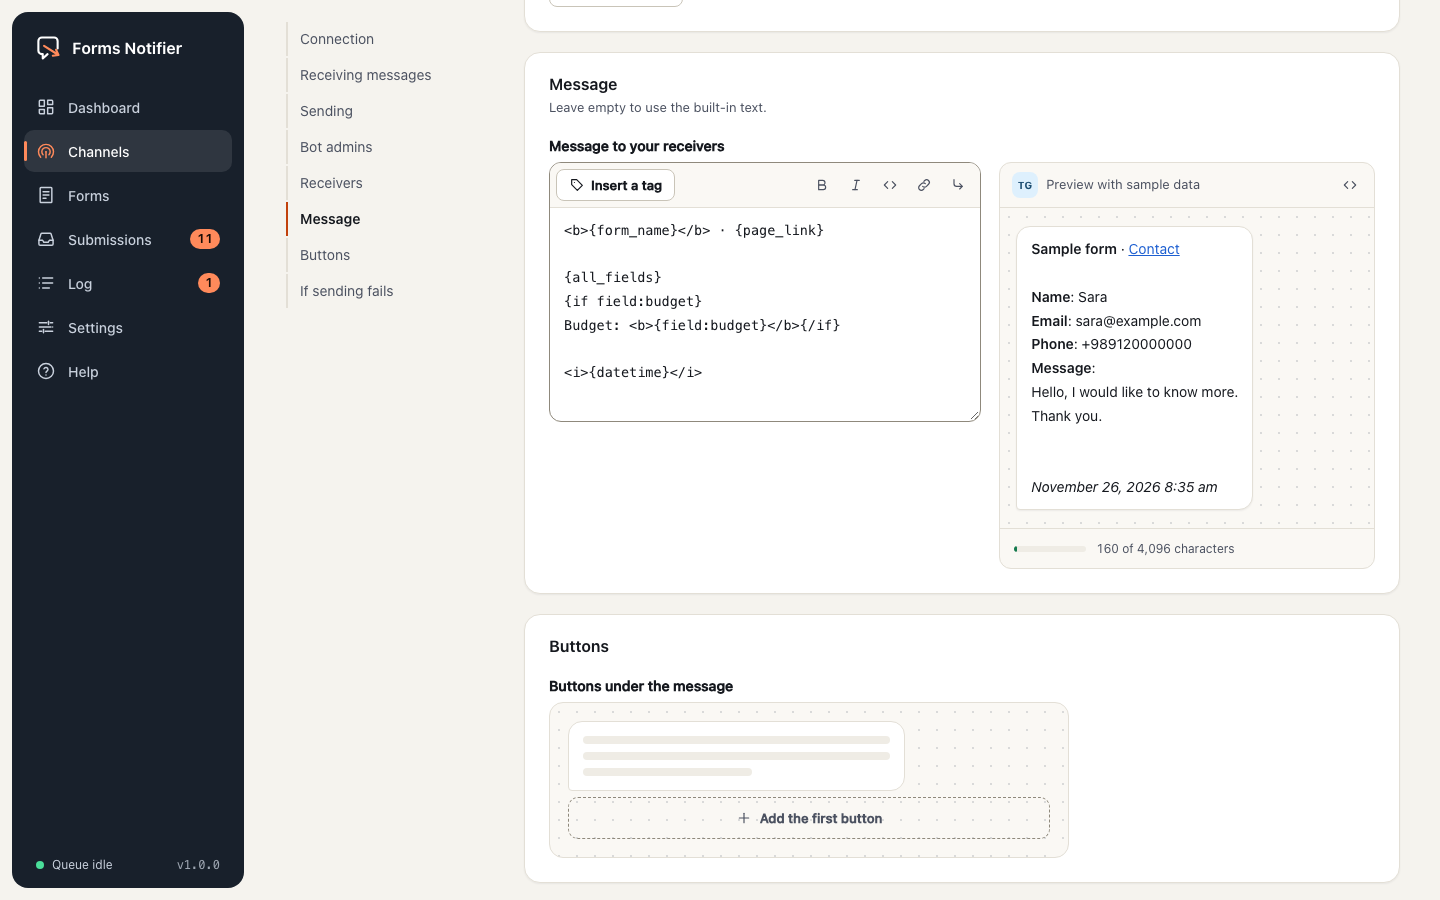 Forms Notifier
Dashboard
Channels
Forms
Submissions 11
Log 1
Settings
Help
Queue idle v1.0.0
Connection
Receiving messages
Sending
Bot admins
Receivers
Message
Buttons
If sending fails
Message
Leave empty to use the built-in text.
Message to your receivers
Insert a tag B I <>
<b>{form_name}</b> · {page_link}
{all_fields}
{if field:budget}
Budget: <b>{field:budget}</b>{/if}
<i>{datetime}</i>
TG Preview with sample data <>
Sample form · Contact
Name: Sara
Email: sara@example.com
Phone: +989120000000
Message:
Hello, I would like to know more.
Thank you.
November 26, 2026 8:35 am
160 of 4,096 characters
Buttons
Buttons under the message
+ Add the first button